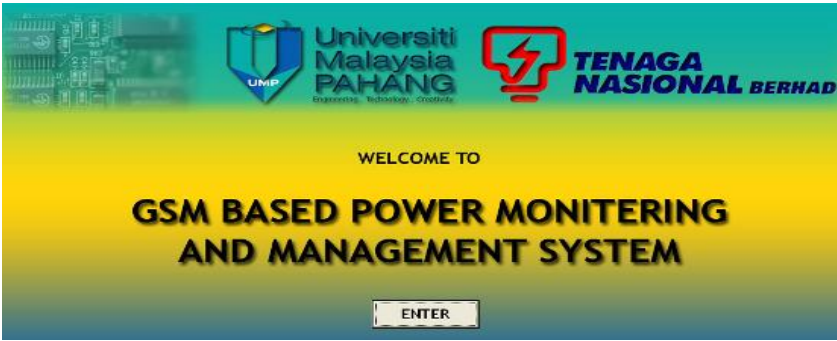 Universiti
Malaysia
PAHANG
Engineering . Technology . Creativity
UMP
TENAGA
NASIONAL BERHAD
WELCOME TO
GSM BASED POWER MONITERING
AND MANAGEMENT SYSTEM
ENTER